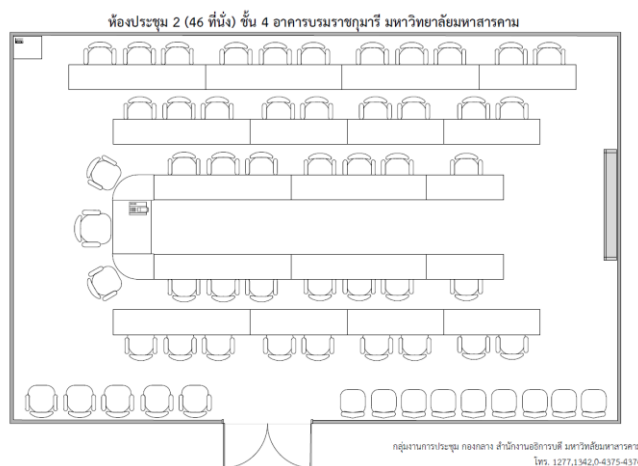 ห้องประชุม 2 (46 ที่นั่ง) ชั้น 4 อาคารบรมราชกุมารี มหาวิทยาลัยมหาสารคาม
กลุ่มงานการประชุม กองกลาง สำนักงานอธิการบดี มหาวิทยาลัยมหาสารคาม
โทร. 1277,1342,0-4375-4376